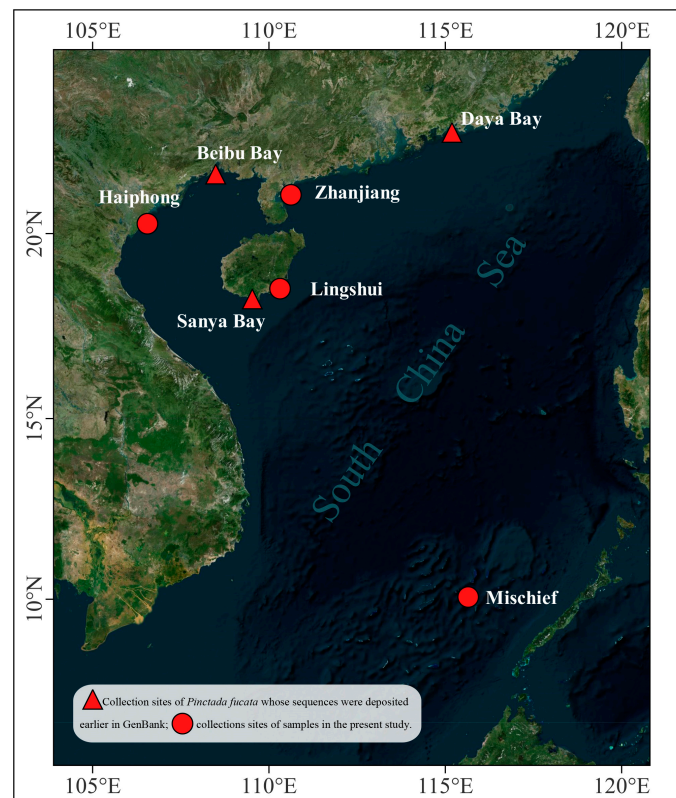 105°E 110°E 115°E 120°E
Daya Bay
Beibu Bay
Haiphong
Zhanjiang
20°N
South China Sea
Lingshui
Sanya Bay
15°N
10°N
Mischief
Collection sites of Pinctada fucata whose sequences were deposited
earlier in GenBank; collections sites of samples in the present study.
105°E 110°E 115°E 120°E